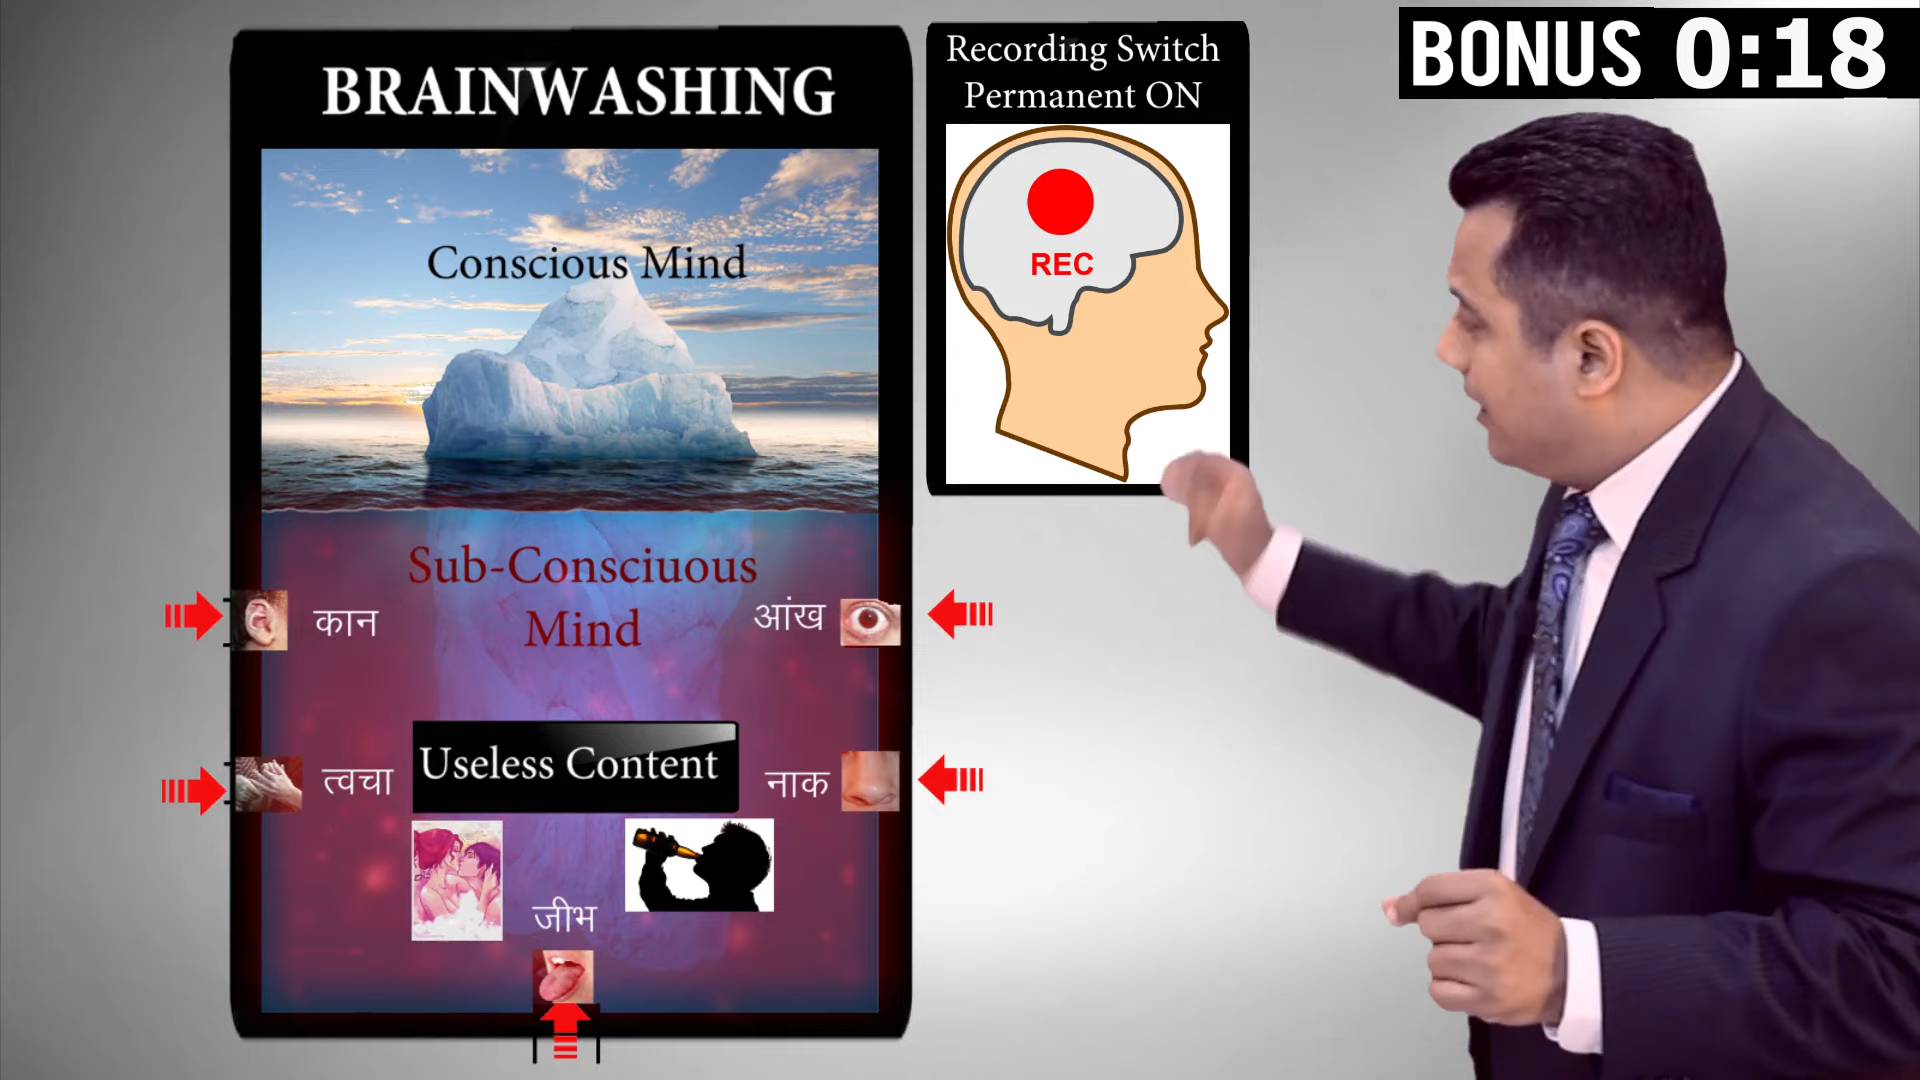 BRAINWASHING
Conscious Mind
Sub-Consciuous
Mind
कान
आंख
त्वचा
Useless Content
नाक
जीभ
Recording Switch
Permanent ON
REC
BONUS 0:18